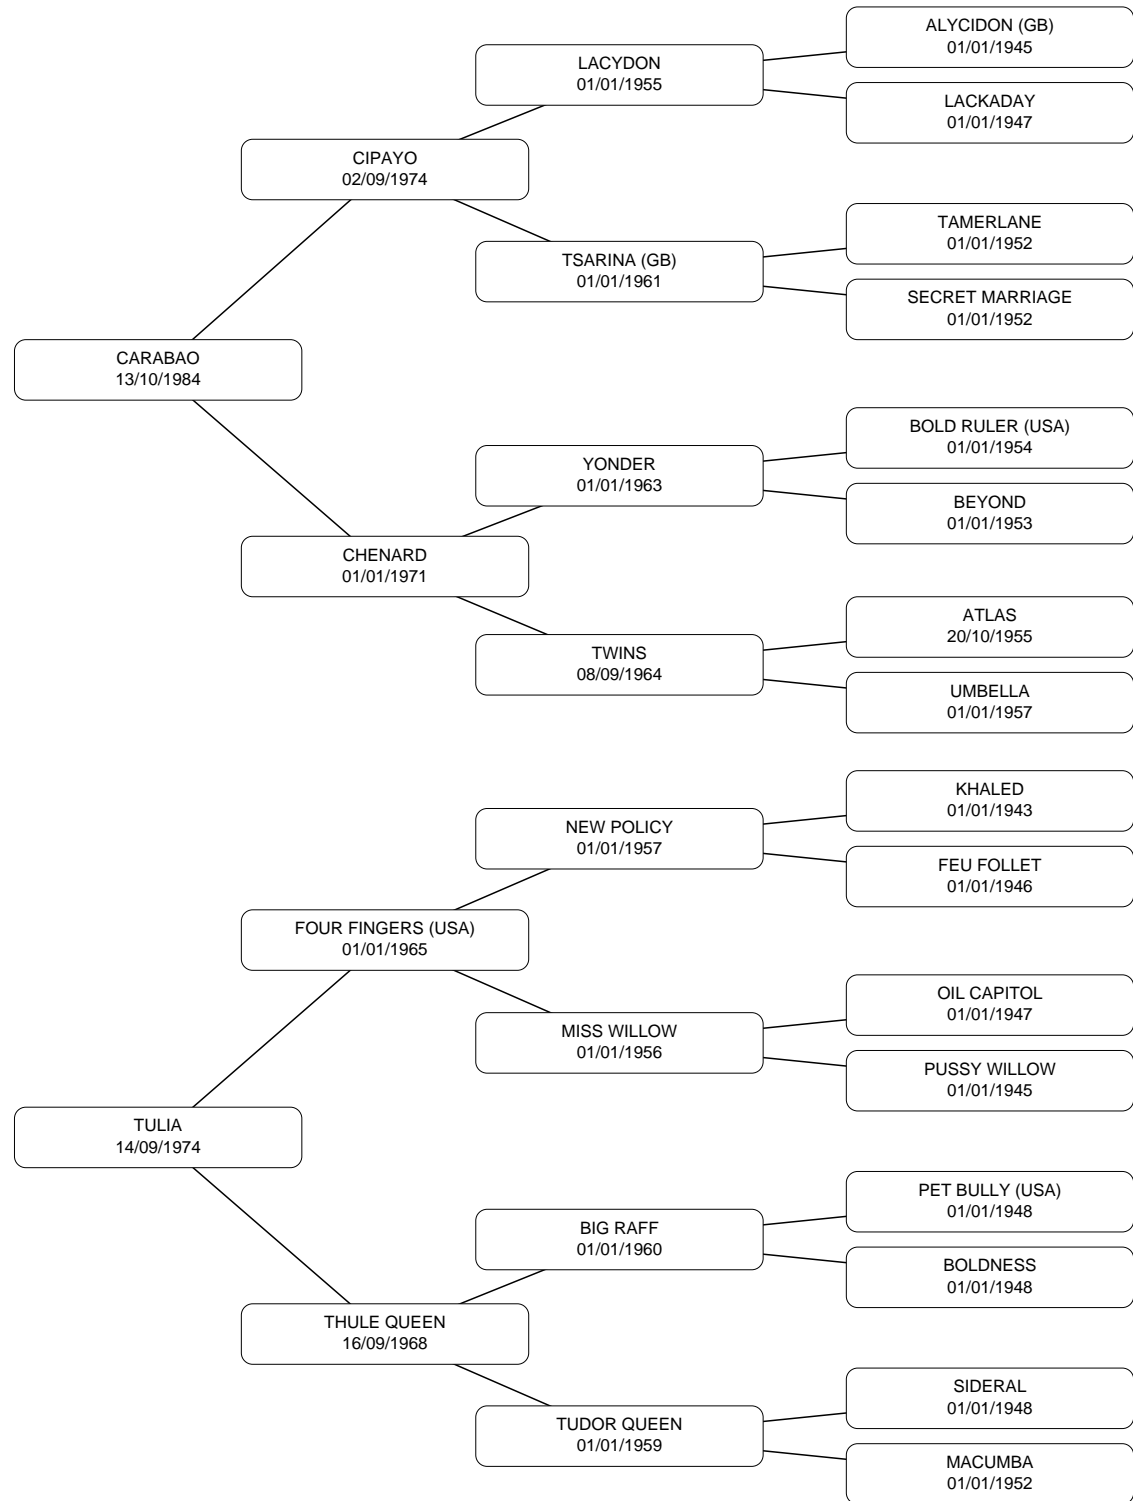 ALYCIDON (GB)
01/01/1945
LACYDON
01/01/1955
LACKADAY
01/01/1947
CIPAYO
02/09/1974
TAMERLANE
01/01/1952
TSARINA (GB)
01/01/1961
SECRET MARRIAGE
01/01/1952
CARABAO
13/10/1984
BOLD RULER (USA)
01/01/1954
YONDER
01/01/1963
BEYOND
01/01/1953
CHENARD
01/01/1971
ATLAS
20/10/1955
TWINS
08/09/1964
UMBELLA
01/01/1957
KHALED
01/01/1943
NEW POLICY
01/01/1957
FEU FOLLET
01/01/1946
FOUR FINGERS (USA)
01/01/1965
OIL CAPITOL
01/01/1947
MISS WILLOW
01/01/1956
PUSSY WILLOW
01/01/1945
TULIA
14/09/1974
PET BULLY (USA)
01/01/1948
BIG RAFF
01/01/1960
BOLDNESS
01/01/1948
THULE QUEEN
16/09/1968
SIDERAL
01/01/1948
TUDOR QUEEN
01/01/1959
MACUMBA
01/01/1952